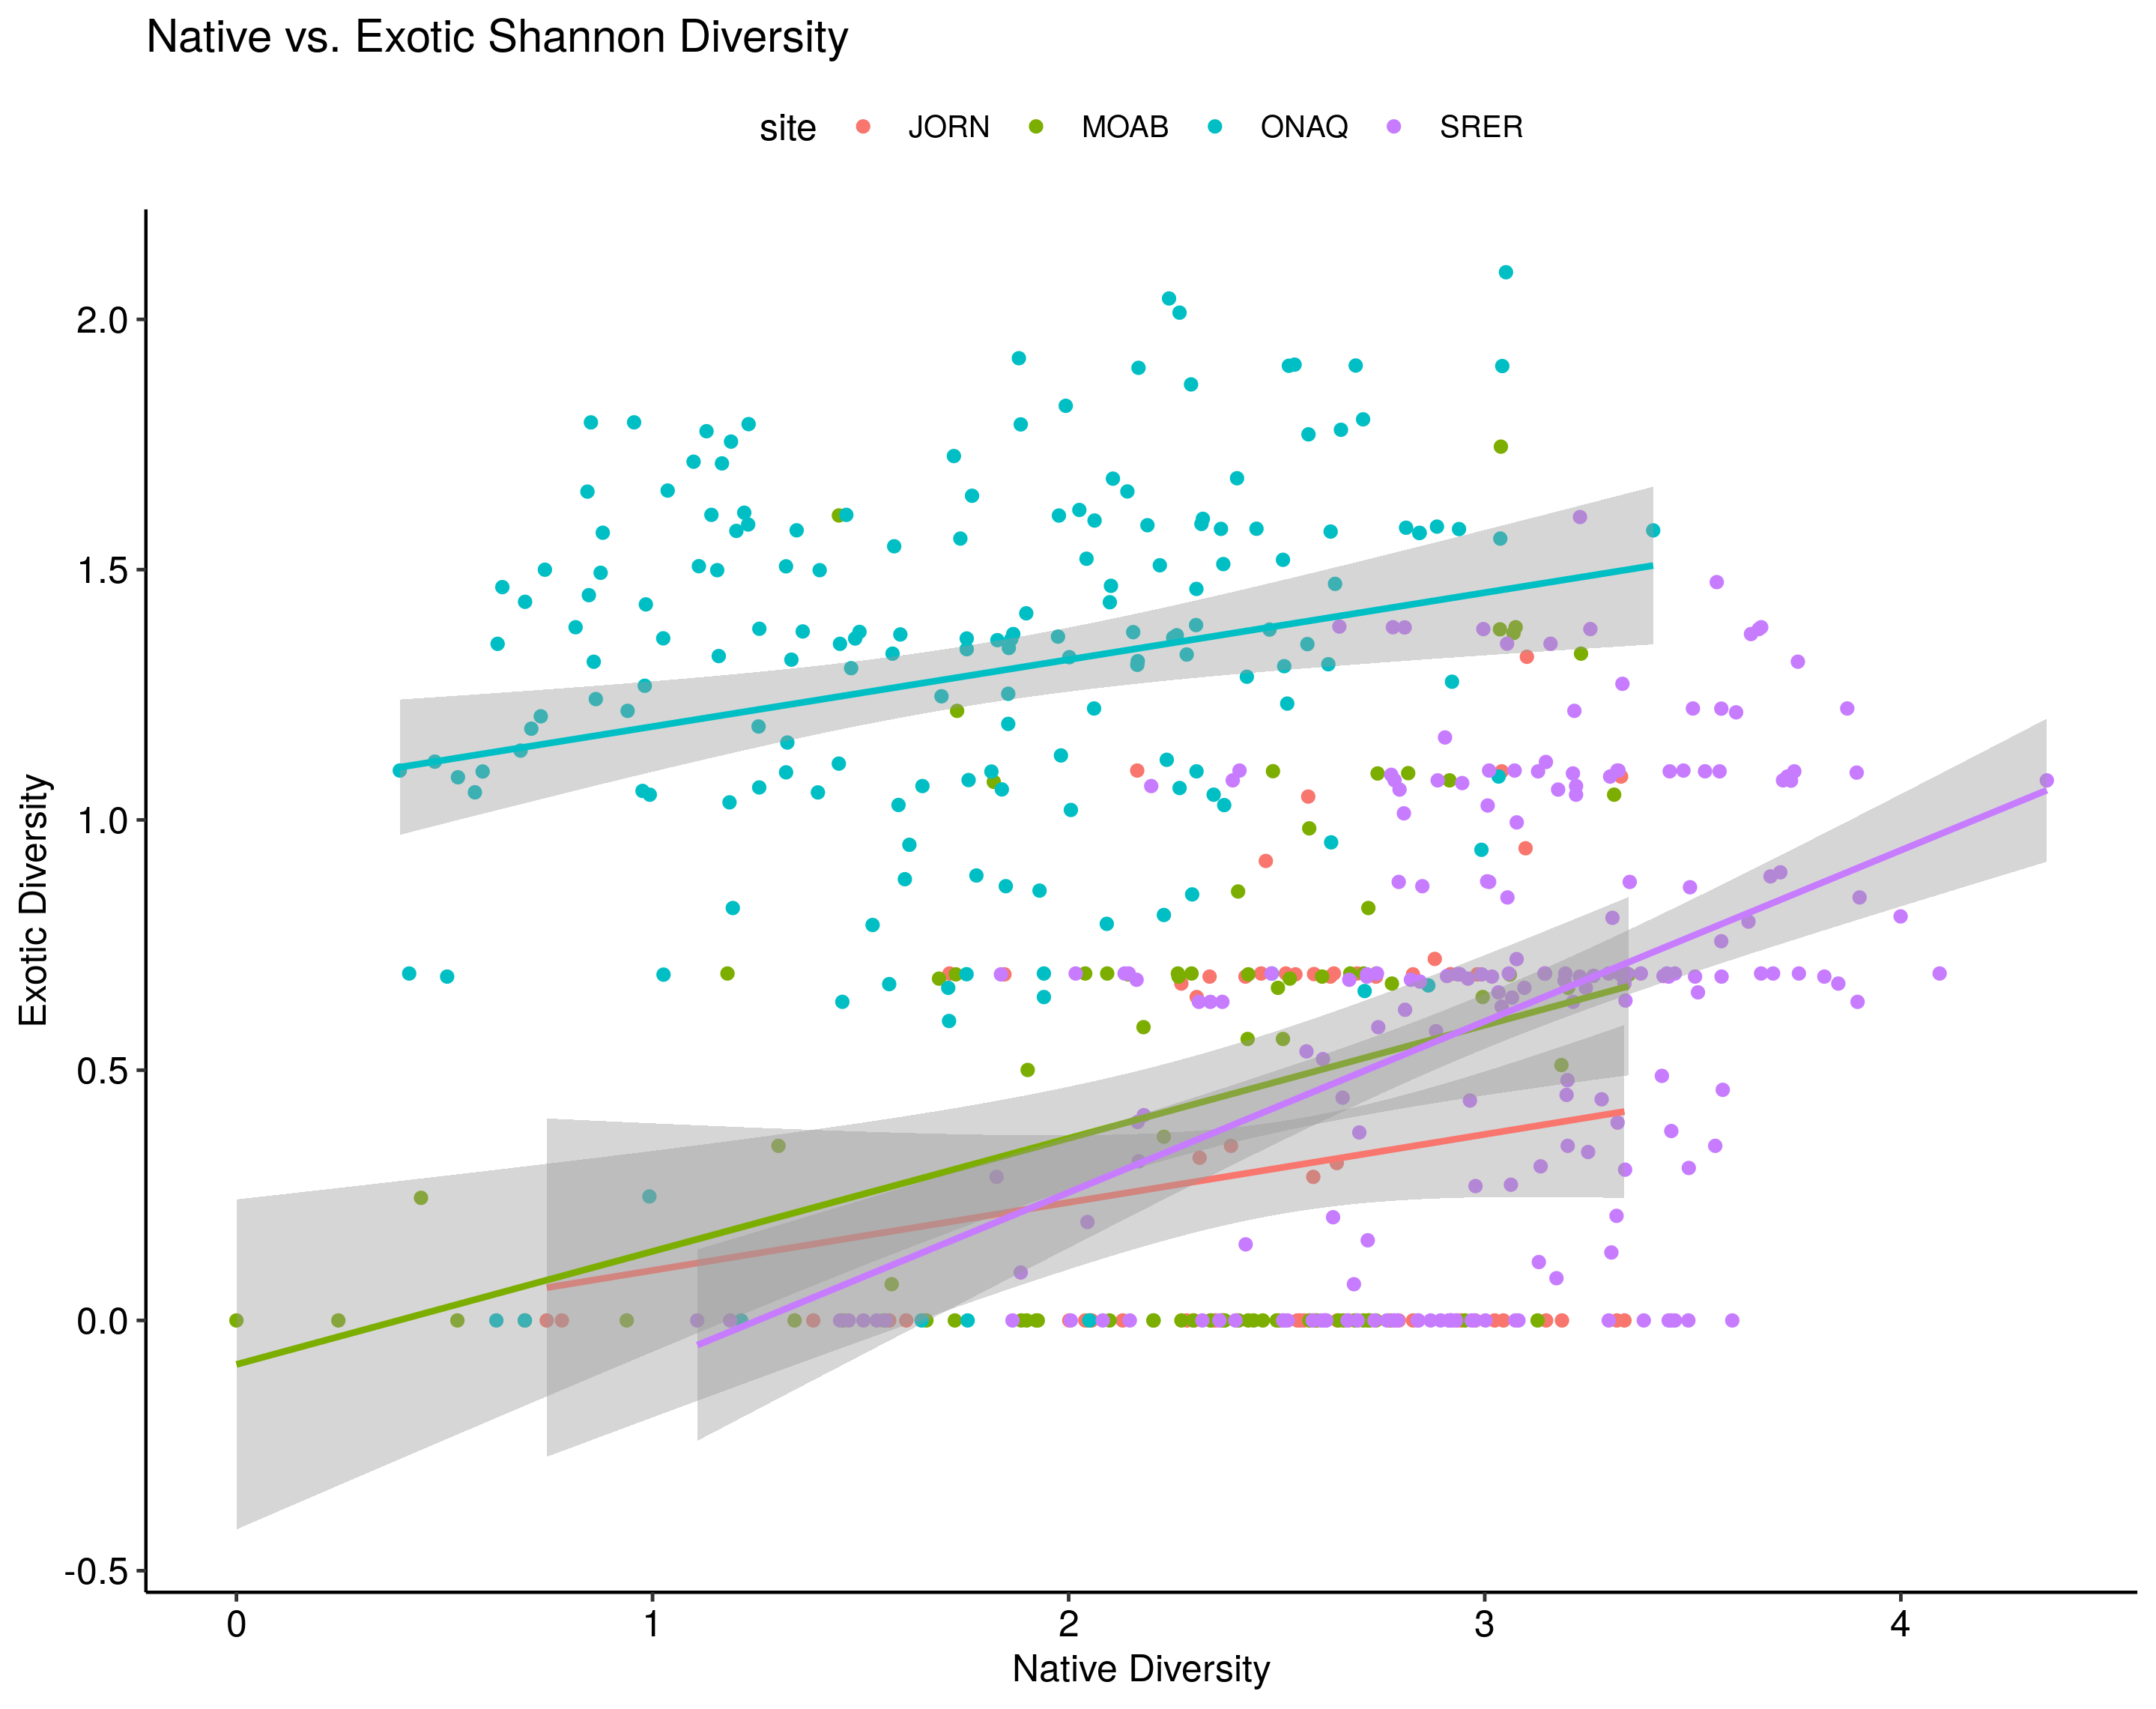 Native vs. Exotic Shannon Diversity
site JORN MOAB ONAQ SRER
Exotic Diversity
2.0
1.5
1.0
0.5
0.0
-0.5
0 1 2 3 4
Native Diversity